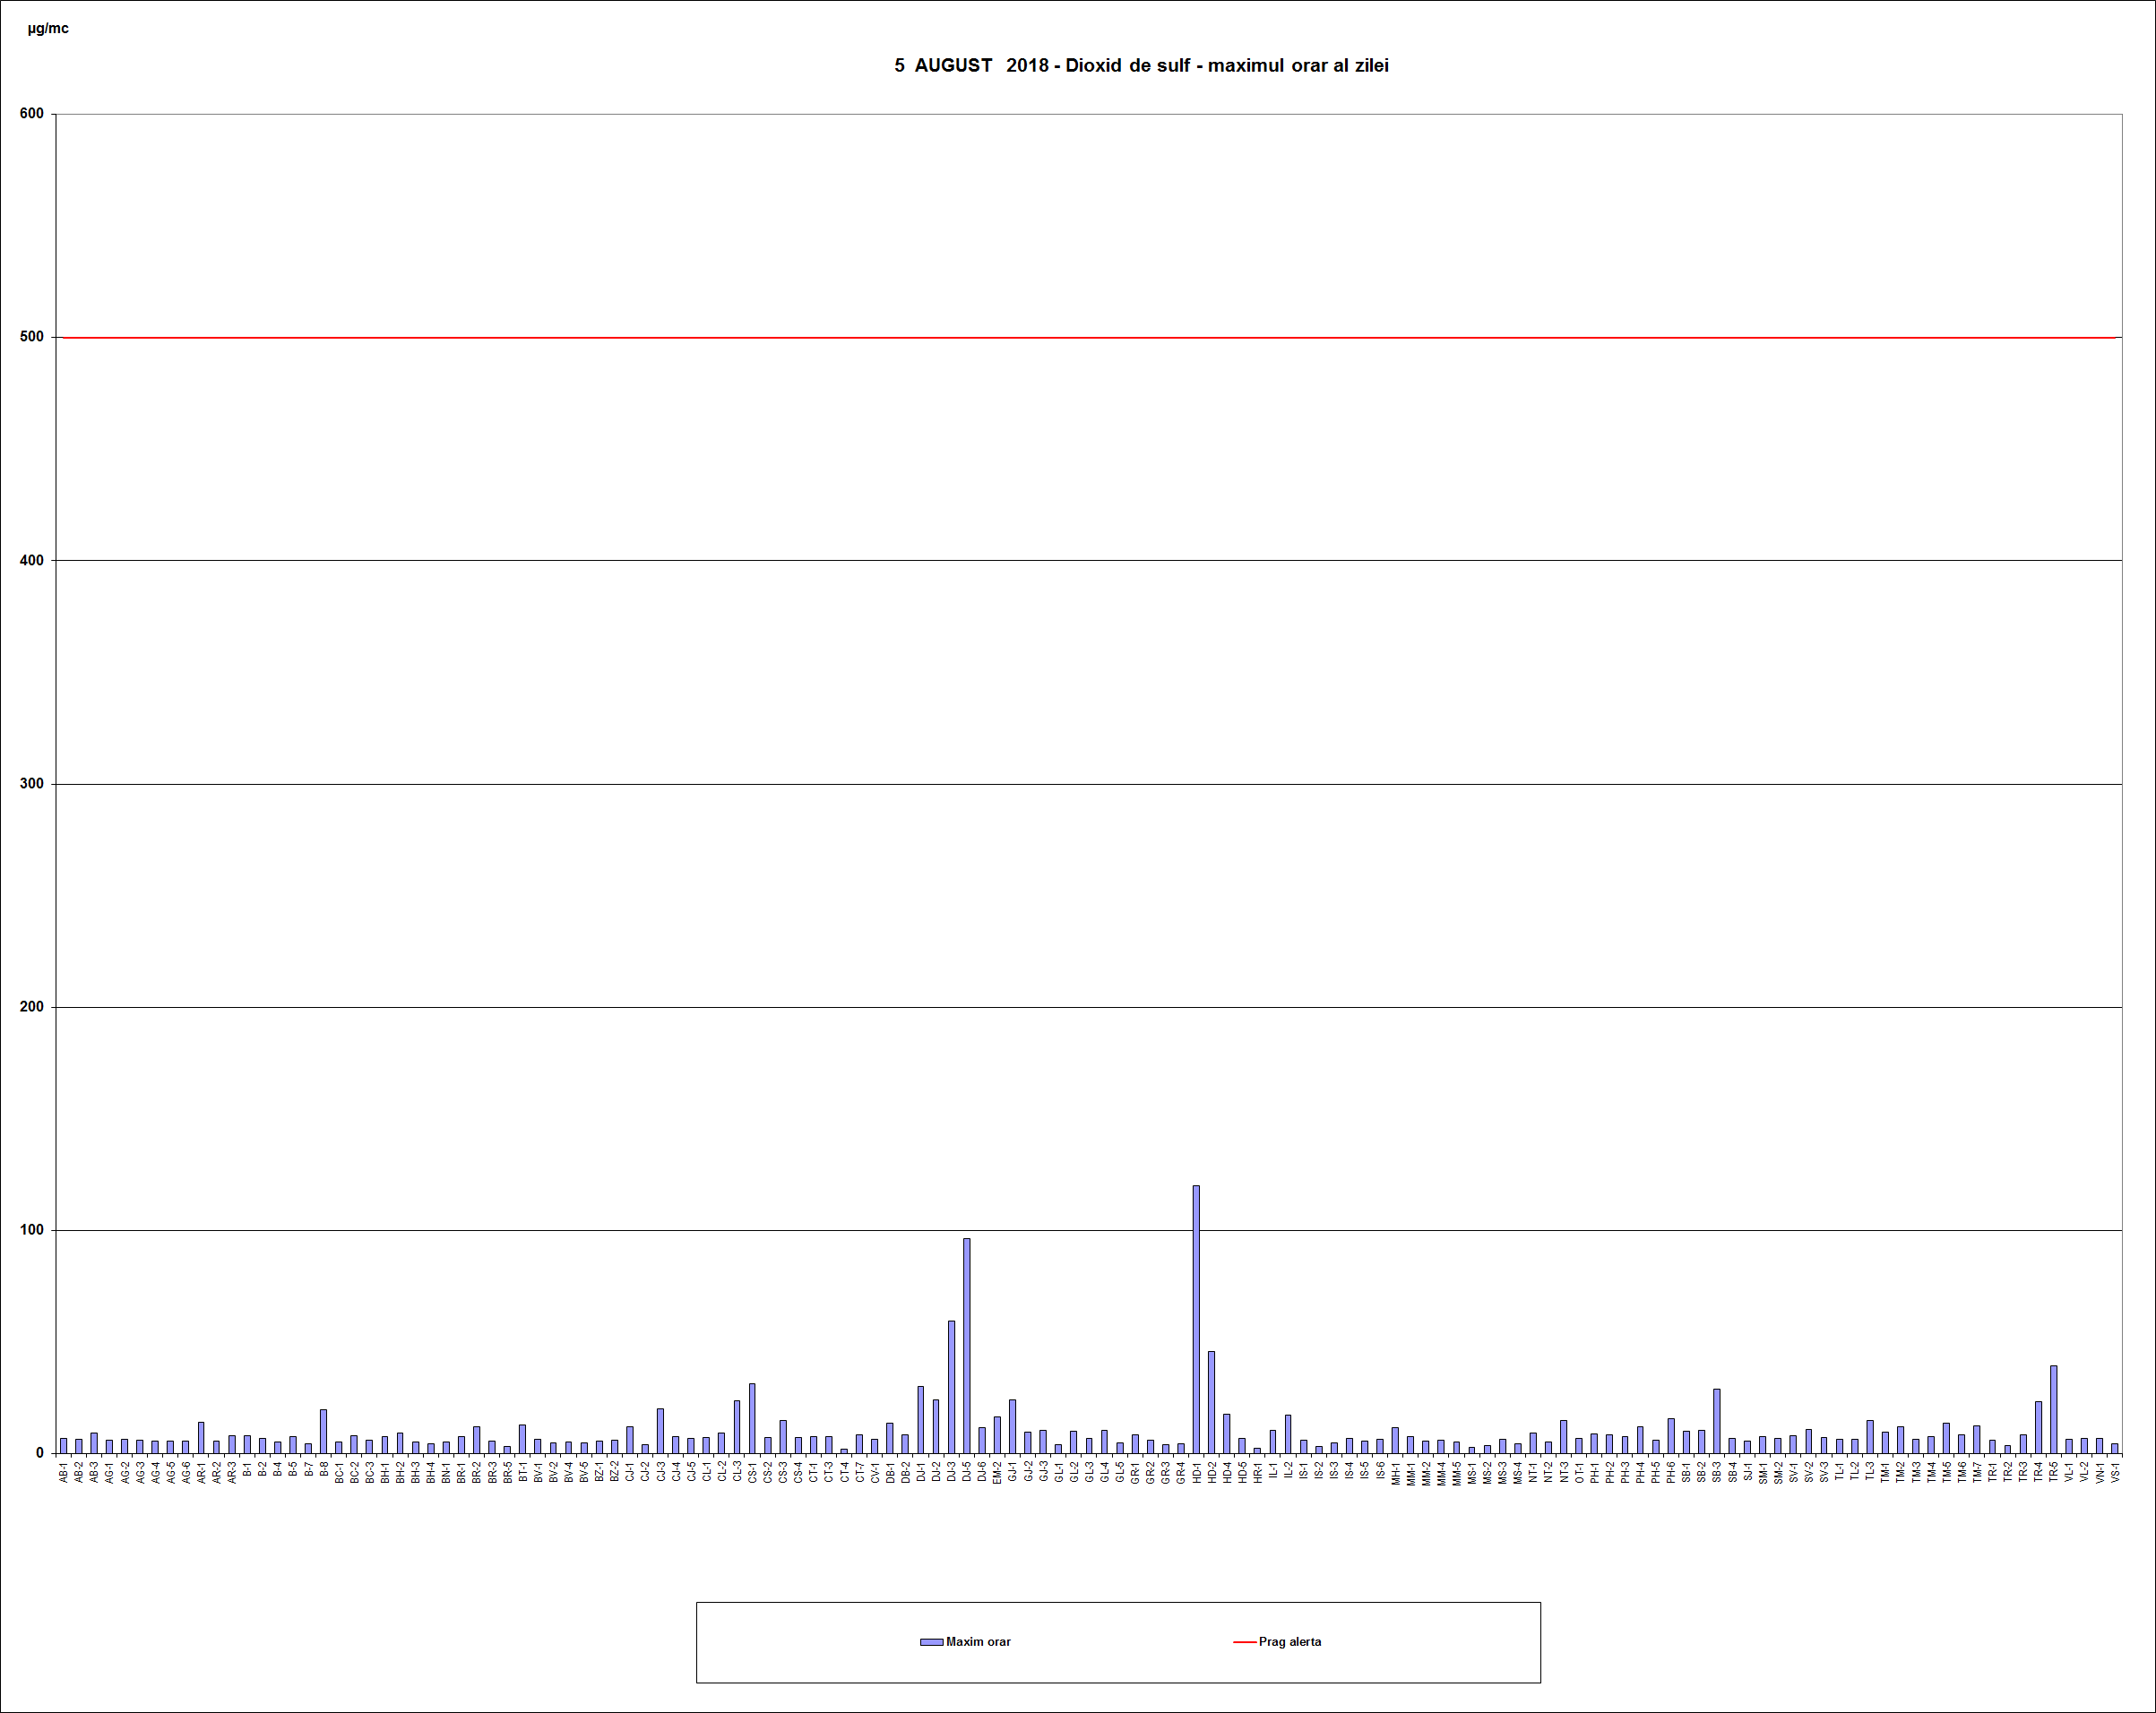 µg/mc
5 AUGUST 2018 - Dioxid de sulf - maximul orar al zilei
600
500
400
300
200
100
0
AB-1 AB-2 AB-3 AG-1 AG-2 AG-3 AG-4 AG-5 AG-6 AR-1 AR-2 AR-3 B-1 B-2 B-4 B-5 B-7 B-8 BC-1 BC-2 BC-3 BH-1 BH-2 BH-3 BH-4 BN-1 BR-1 BR-2 BR-3 BR-5 BT-1 BV-1 BV-2 BV-4 BV-5 BZ-1 BZ-2 CJ-1 CJ-2 CJ-3 CJ-4 CJ-5 CL-1 CL-2 CL-3 CS-1 CS-2 CS-3 CS-4 CT-1 CT-3 CT-4 CT-7 CV-1 DB-1 DB-2 DJ-1 DJ-2 DJ-3 DJ-5 DJ-6 EM-2 GJ-1 GJ-2 GJ-3 GL-1 GL-2 GL-3 GL-4 GL-5 GR-1 GR-2 GR-3 GR-4 HD-1 HD-2 HD-4 HD-5 HR-1 IL-1 IL-2 IS-1 IS-2 IS-3 IS-4 IS-5 IS-6 MH-1 MM-1 MM-2 MM-4 MM-5 MS-1 MS-2 MS-3 MS-4 NT-1 NT-2 NT-3 OT-1 PH-1 PH-2 PH-3 PH-4 PH-5 PH-6 SB-1 SB-2 SB-3 SB-4 SJ-1 SM-1 SM-2 SV-1 SV-2 SV-3 TL-1 TL-2 TL-3 TM-1 TM-2 TM-3 TM-4 TM-5 TM-6 TM-7 TR-1 TR-2 TR-3 TR-4 TR-5 VL-1 VL-2 VN-1 VS-1
Maxim orar Prag alerta